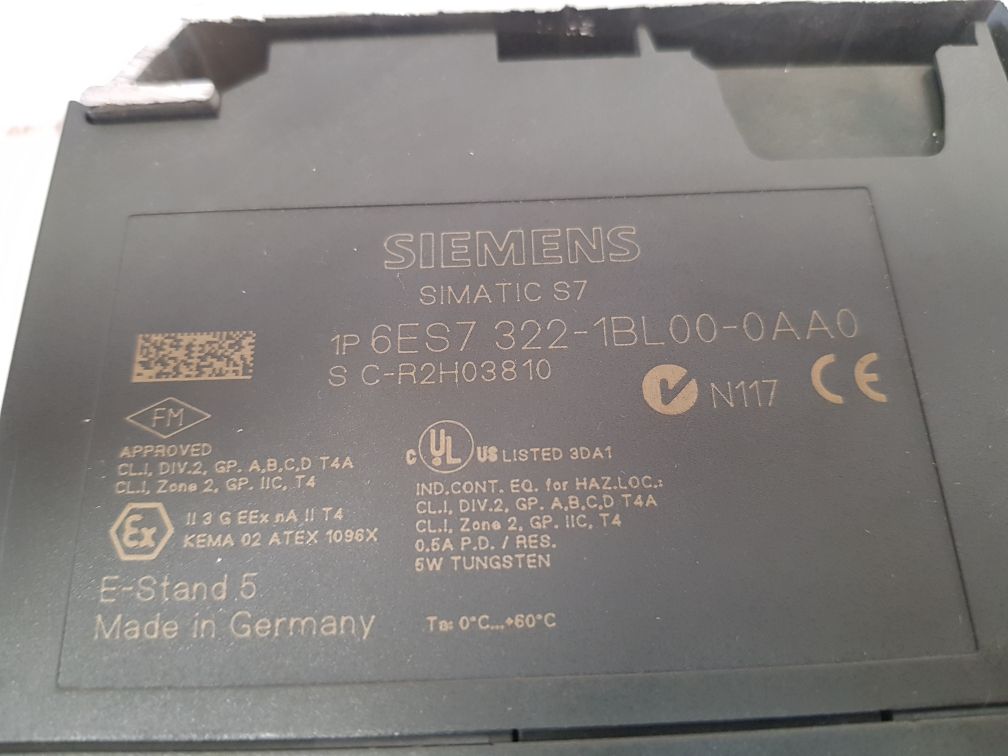 SIEMENS
SIMATIC S7
1P 6ES7 322-1BL00-0AA0
S C-R2H03810
N117 CE
FM
APPROVED
CL.I, DIV.2, GP. A,B,C,D T4A
CL.I, Zone 2, GP. IIC, T4
Ex
II 3 G EEx nA II T4
KEMA 02 ATEX 1096X
E-Stand 5
Made in Germany
C UL US LISTED 3DA1
IND.CONT. EQ. for HAZ.LOC.:
CL.I, DIV.2, GP. A,B,C,D T4A
CL.I, Zone 2, GP. IIC, T4
0.5A P.D. / RES.
5W TUNGSTEN
Ta: 0°C...+60°C